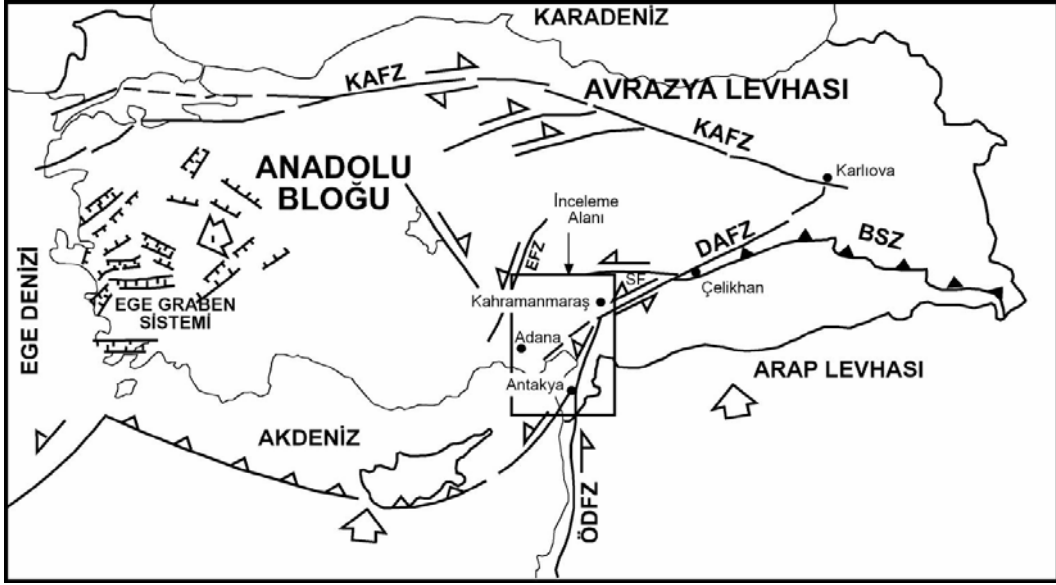 KARADENİZ
KAFZ
AVRAZYA LEVHASI
KAFZ
ANADOLU
BLOĞU
Karlıova
İnceleme
Alanı
EFZ
DAFZ
BSZ
SF
Çelikhan
EGE DENİZİ
EGE GRABEN
SİSTEMİ
Kahramanmaraş
Adana
Antakya
ARAP LEVHASI
AKDENİZ
ÖDFZ